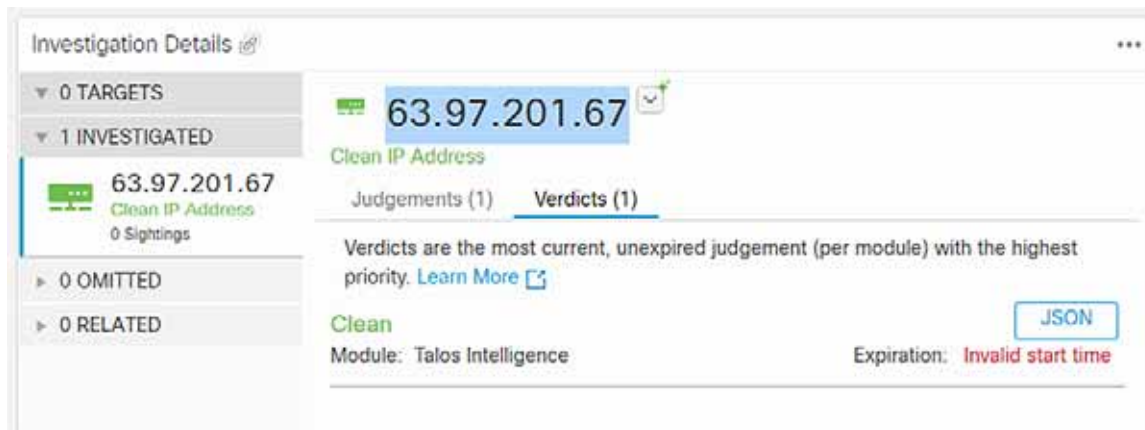 Investigation Details
0 TARGETS
1 INVESTIGATED
63.97.201.67
Clean IP Address
0 Sightings
0 OMITTED
0 RELATED
63.97.201.67
Clean IP Address
Judgements (1) Verdicts (1)
Verdicts are the most current, unexpired judgement (per module) with the highest
priority. Learn More
JSON
Clean
Module: Talos Intelligence Expiration: Invalid start time